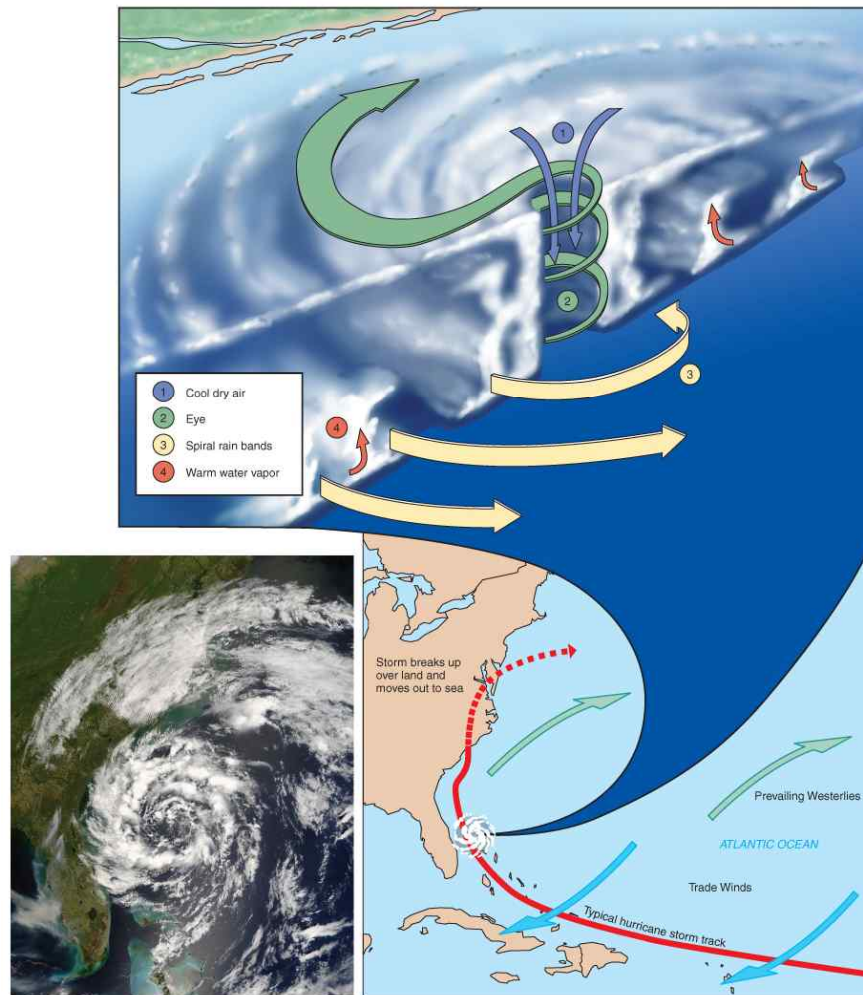 1
2
3
1 Cool dry air
2 Eye
3 Spiral rain bands
4 Warm water vapor
4
Storm breaks up
over land and
moves out to sea
Prevailing Westerlies
ATLANTIC OCEAN
Trade Winds
Typical hurricane storm track